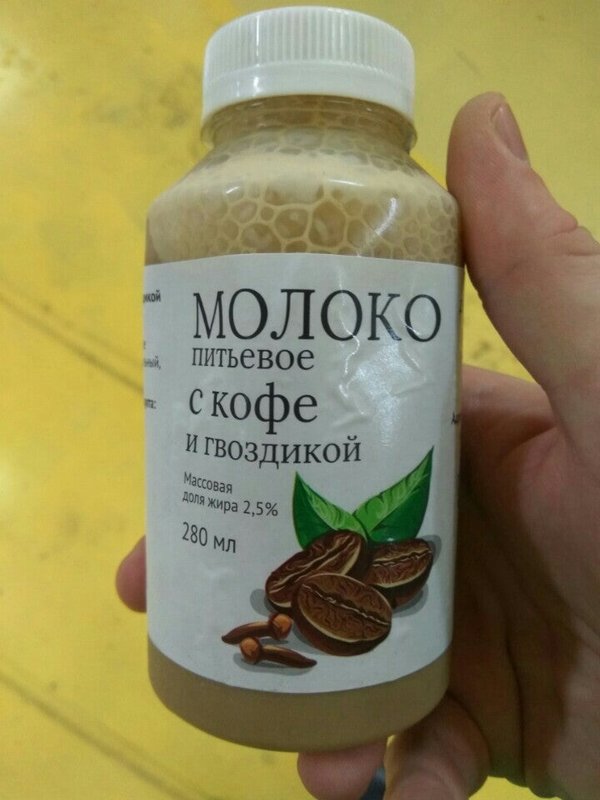 МОЛОКО
питьевое
с кофе
и гвоздикой
Массовая
доля жира 2,5%
280 мл